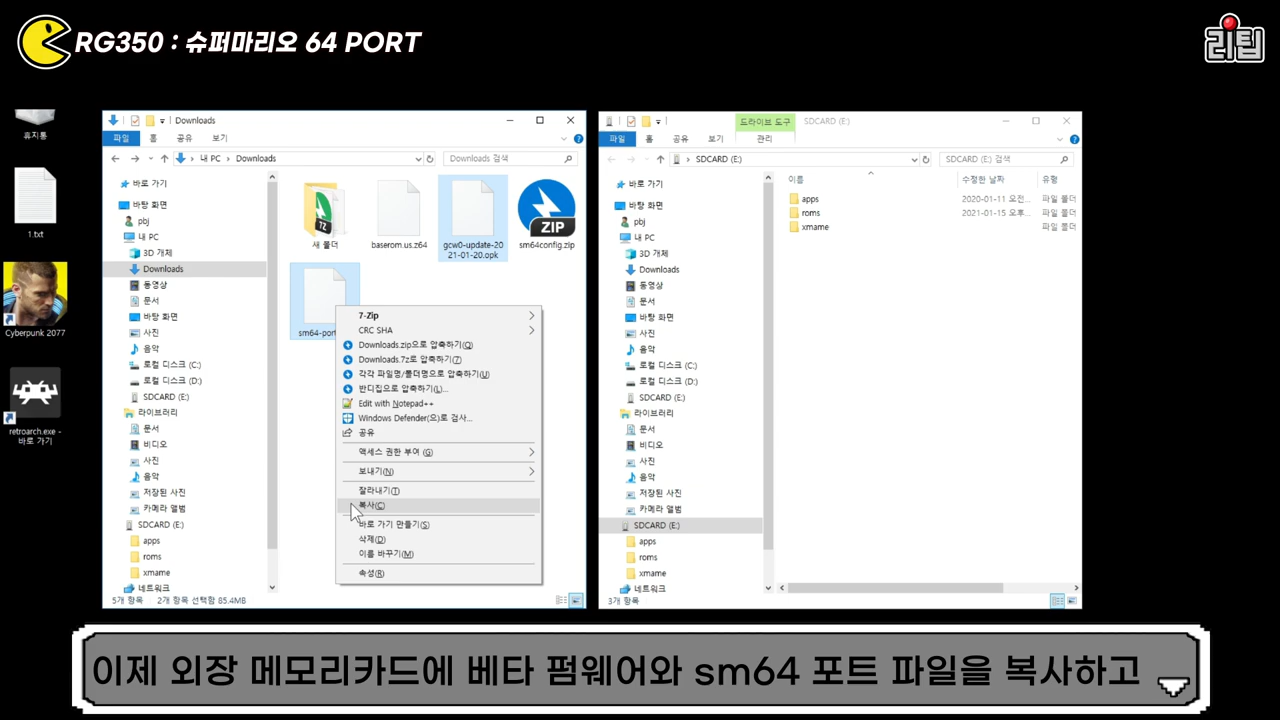 RG350 : 슈퍼마리오 64 PORT
리팁
휴지통
1.txt
Cyberpunk 2077
retroarch.exe -
바로 가기
Downloads
파일 홈 공유 보기
내 PC > Downloads
Downloads 검색
바로 가기
바탕 화면
pbj
내 PC
3D 개체
Downloads
동영상
문서
바탕 화면
사진
음악
로컬 디스크 (C:)
로컬 디스크 (D:)
SDCARD (E:)
라이브러리
문서
비디오
사진
음악
저장된 사진
카메라 앨범
SDCARD (E:)
apps
roms
xmame
네트워크
새 폴더
baserom.us.z64
gcw0-update-20
21-01-20.opk
ZIP
sm64config.zip
sm64-port
7-Zip
CRC SHA
Downloads.zip으로 압축하기(Q)
Downloads.7z로 압축하기(7)
각각 파일명/폴더명으로 압축하기(U)
반디집으로 압축하기(L)...
Edit with Notepad++
Windows Defender(으)로 검사...
공유
액세스 권한 부여 (G)
보내기(N)
잘라내기(T)
복사(C)
바로 가기 만들기(S)
삭제(D)
이름 바꾸기(M)
속성(R)
5개 항목 2개 항목 선택함 85.4MB
드라이브 도구
SDCARD (E:)
파일 홈 공유 보기 관리
SDCARD (E:)
SDCARD (E:) 검색
바로 가기
바탕 화면
pbj
내 PC
3D 개체
Downloads
동영상
문서
바탕 화면
사진
음악
로컬 디스크 (C:)
로컬 디스크 (D:)
SDCARD (E:)
라이브러리
문서
비디오
사진
음악
저장된 사진
카메라 앨범
SDCARD (E:)
apps
roms
xmame
네트워크
이름 수정한 날짜 유형
apps 2020-01-11 오전... 파일 폴더
roms 2021-01-15 오후... 파일 폴더
xmame 파일 폴더
3개 항목
이제 외장 메모리카드에 베타 펌웨어와 sm64 포트 파일을 복사하고